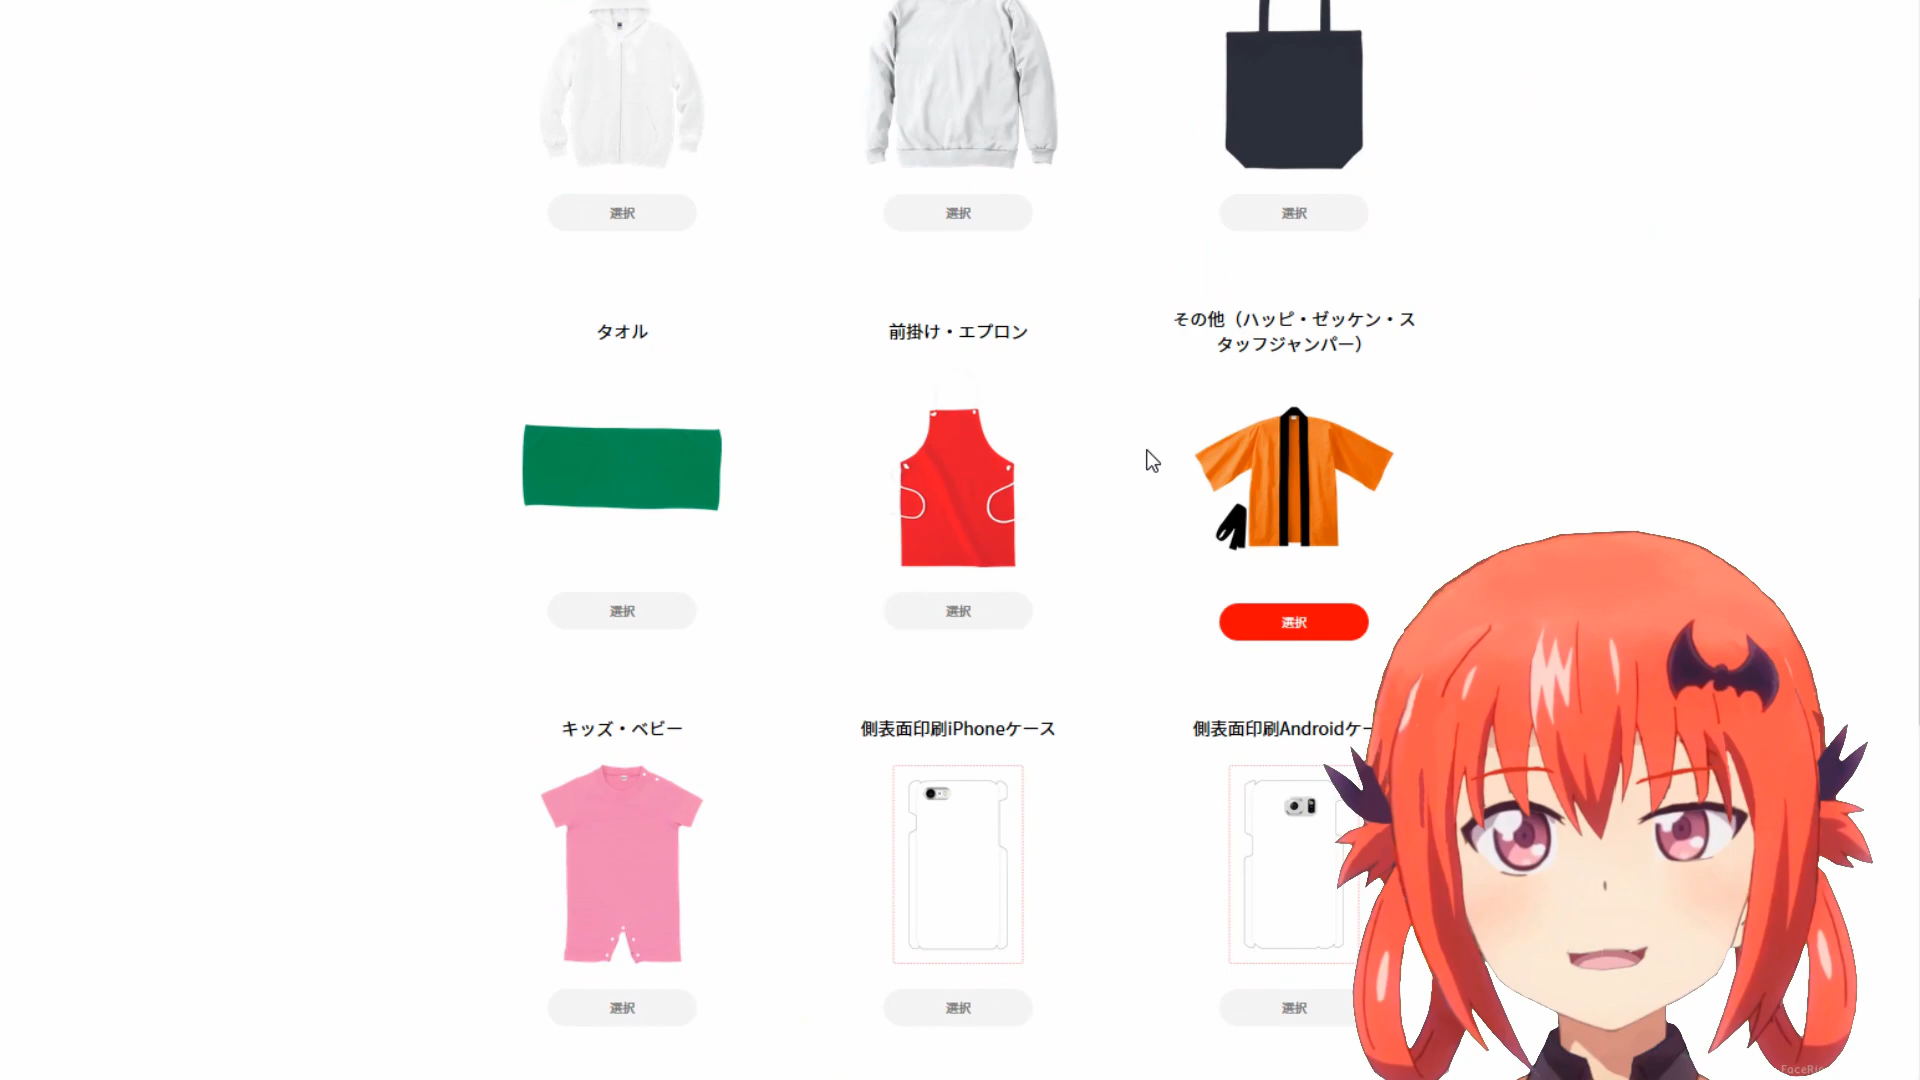 選択
選択
選択
タオル
前掛け・エプロン
その他（ハッピ・ゼッケン・ス
タッフジャンパー）
選択
選択
選択
キッズ・ベビー
側表面印刷iPhoneケース
側表面印刷Androidケー
選択
選択
選択
FaceRi